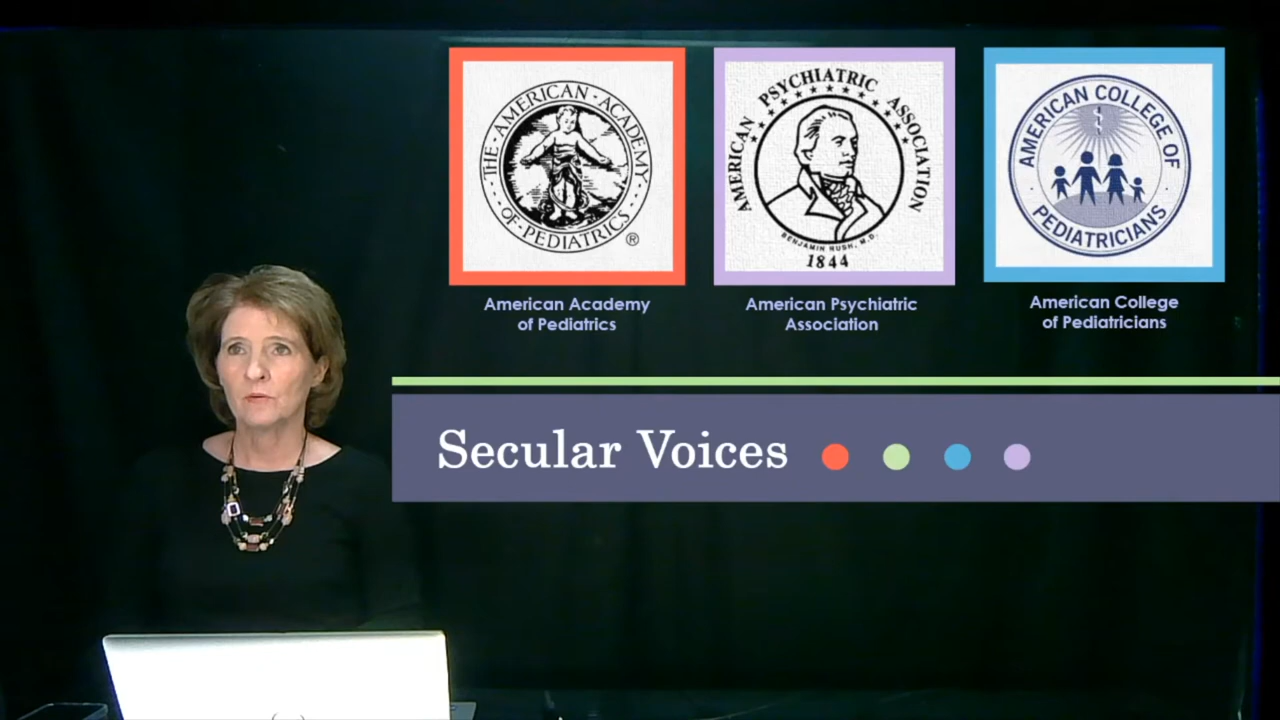 THE · AMERICAN · ACADEMY · OF · PEDIATRICS ·
®
AMERICAN PSYCHIATRIC ASSOCIATION
BENJAMIN RUSH, M.D.
1844
AMERICAN COLLEGE OF
· PEDIATRICIANS ·
American Academy
of Pediatrics
American Psychiatric
Association
American College
of Pediatricians
Secular Voices